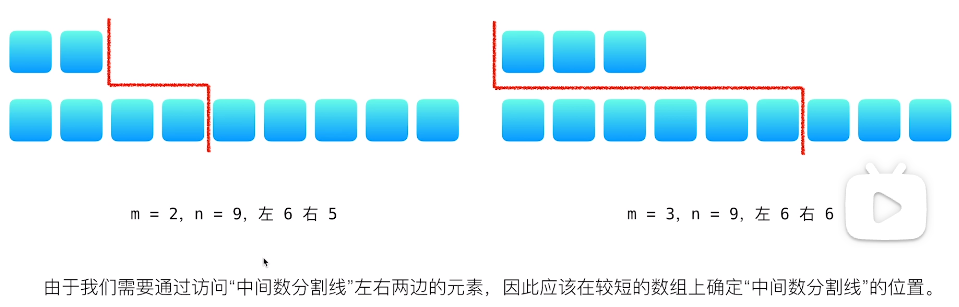 m = 2, n = 9, 左 6 右 5
m = 3, n = 9, 左 6 右 6
由于我们需要通过访问“中间数分割线”左右两边的元素，因此应该在较短的数组上确定“中间数分割线”的位置。